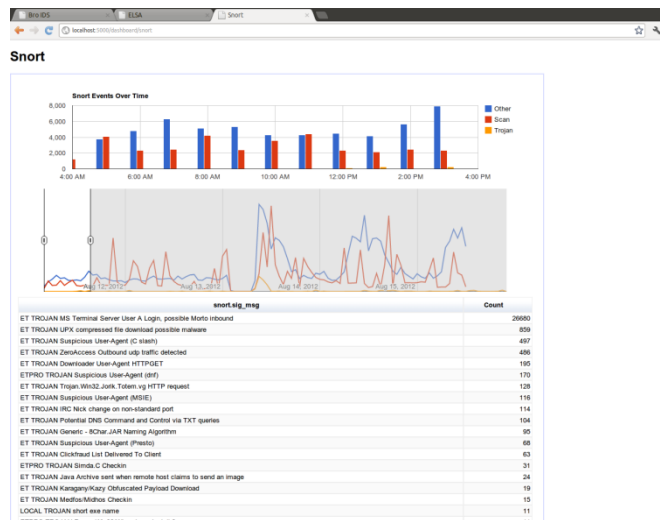 Bro IDS
ELSA
Snort
localhost:5000/dashboard/snort
Snort
Snort Events Over Time
8,000
6,000
4,000
2,000
0
4:00 AM 6:00 AM 8:00 AM 10:00 AM 12:00 PM 2:00 PM 4:00 PM
Other
Scan
Trojan
Aug 12, 2012 Aug 13, 2012 Aug 14, 2012 Aug 15, 2012
snort.sig_msg Count
ET TROJAN MS Terminal Server User A Login, possible Morto inbound 26680
ET TROJAN UPX compressed file download possible malware 859
ET TROJAN Suspicious User-Agent (C slash) 497
ET TROJAN ZeroAccess Outbound udp traffic detected 486
ET TROJAN Downloader User-Agent HTTPGET 195
ETPRO TROJAN Suspicious User-Agent (dnf) 170
ET TROJAN Trojan.Win32.Jorik.Totem.vg HTTP request 128
ET TROJAN Suspicious User-Agent (MSIE) 116
ET TROJAN IRC Nick change on non-standard port 114
ET TROJAN Potential DNS Command and Control via TXT queries 104
ET TROJAN Generic - 8Char.JAR Naming Algorithm 95
ET TROJAN Suspicious User-Agent (Presto) 68
ET TROJAN Clickfraud List Delivered To Client 63
ETPRO TROJAN Simda.C Checkin 31
ET TROJAN Java Archive sent when remote host claims to send an image 24
ET TROJAN Karagany/Kazy Obfuscated Payload Download 19
ET TROJAN Medfos/Midhos Checkin 15
LOCAL TROJAN short exe name 11